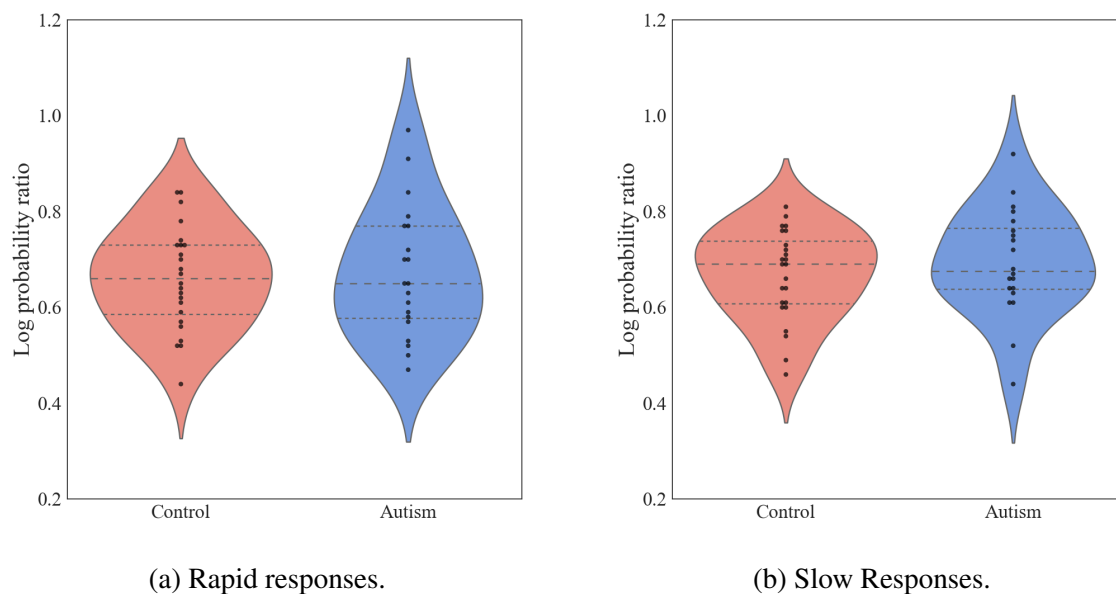 1.2
1.0
0.8
0.6
0.4
0.2
Log probability ratio
Control Autism
(a) Rapid responses.
1.2
1.0
0.8
0.6
0.4
0.2
Log probability ratio
Control Autism
(b) Slow Responses.